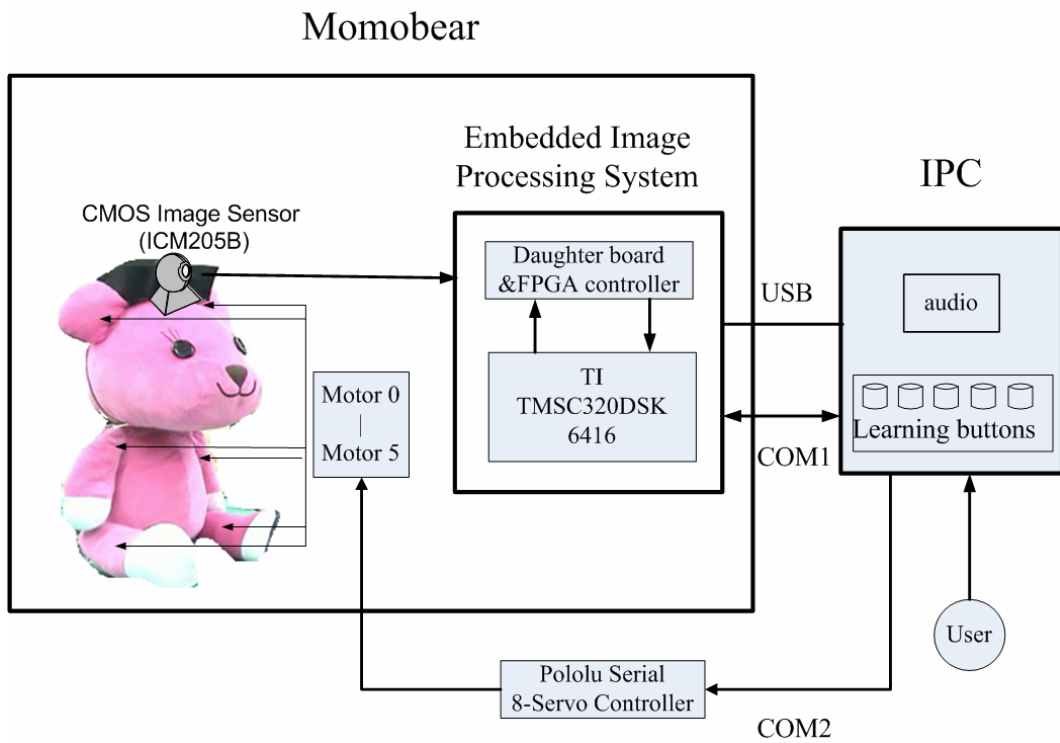 Momobear
Embedded Image
Processing System
IPC
CMOS Image Sensor
(ICM205B)
Daughter board
&FPGA controller
USB
audio
Motor 0
Motor 5
TI
TMSC320DSK
6416
Learning buttons
COM1
User
Pololu Serial
8-Servo Controller
COM2